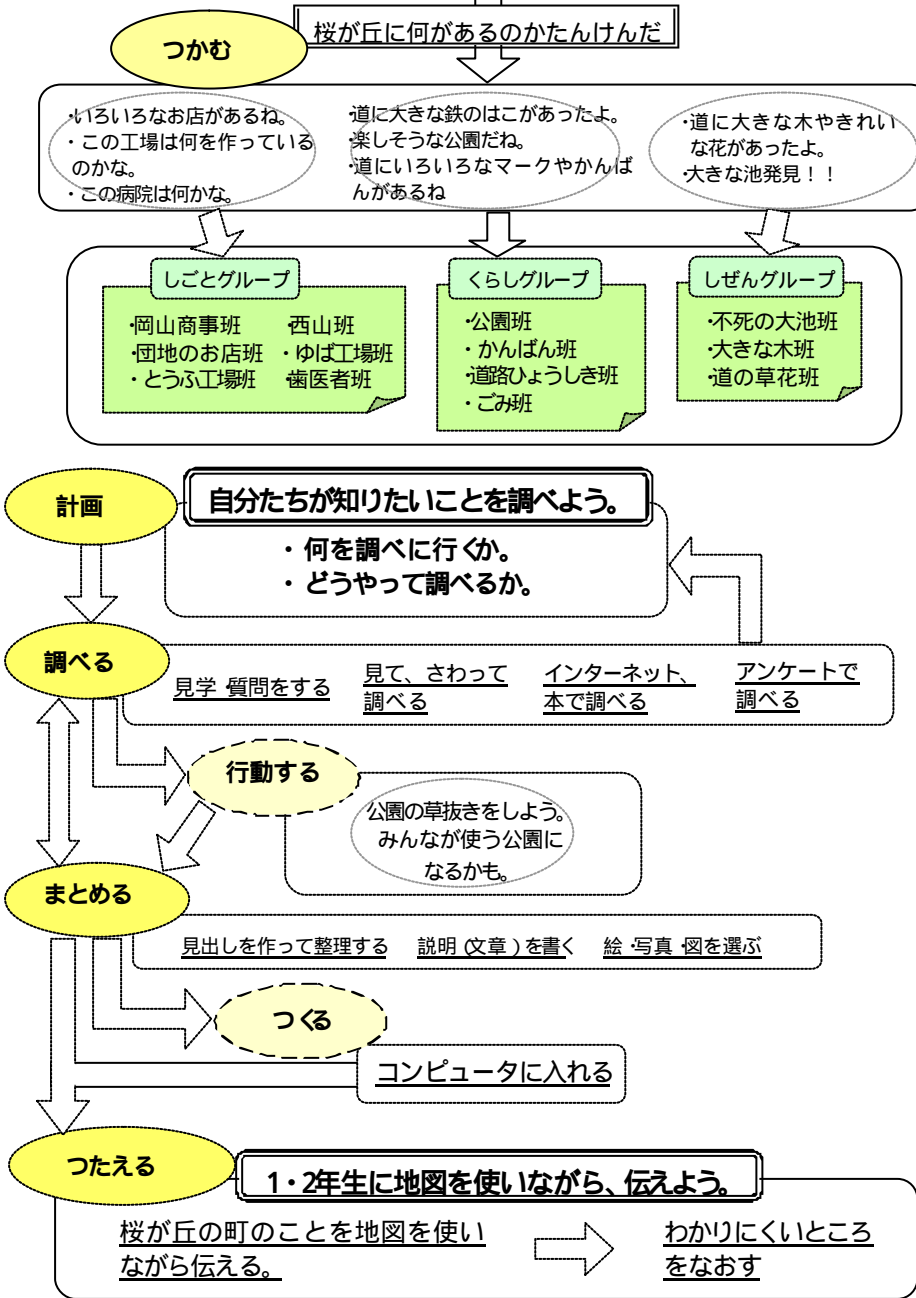 桜が丘に何があるのかたんけんだ
つかむ
・いろいろなお店があるね。
・この工場は何を作っている
のかな。
・この病院は何かな。
・道に大きな鉄のはこがあったよ。
・楽しそうな公園だね。
・道にいろいろなマークやかんば
んがあるね
・道に大きな木やきれい
な花があったよ。
・大きな池発見！！
しごとグループ
・岡山商事班 ・西山班
・団地のお店班 ・ゆば工場班
・とうふ工場班 ・歯医者班
くらしグループ
・公園班
・かんばん班
・道路ひょうしき班
・ごみ班
しぜんグループ
・不死の大池班
・大きな木班
・道の草花班
計画
自分たちが知りたいことを調べよう。
・何を調べに行くか。
・どうやって調べるか。
調べる
見学・質問をする
見て、さわって
調べる
インターネット、
本で調べる
アンケートで
調べる
行動する
公園の草抜きをしよう。
みんなが使う公園に
なるかも。
まとめる
見出しを作って整理する 説明(文章)を書く 絵・写真・図を選ぶ
つくる
コンピュータに入れる
つたえる
1・2年生に地図を使いながら、伝えよう。
桜が丘の町のことを地図を使い
ながら伝える。
わかりにくいところ
をなおす